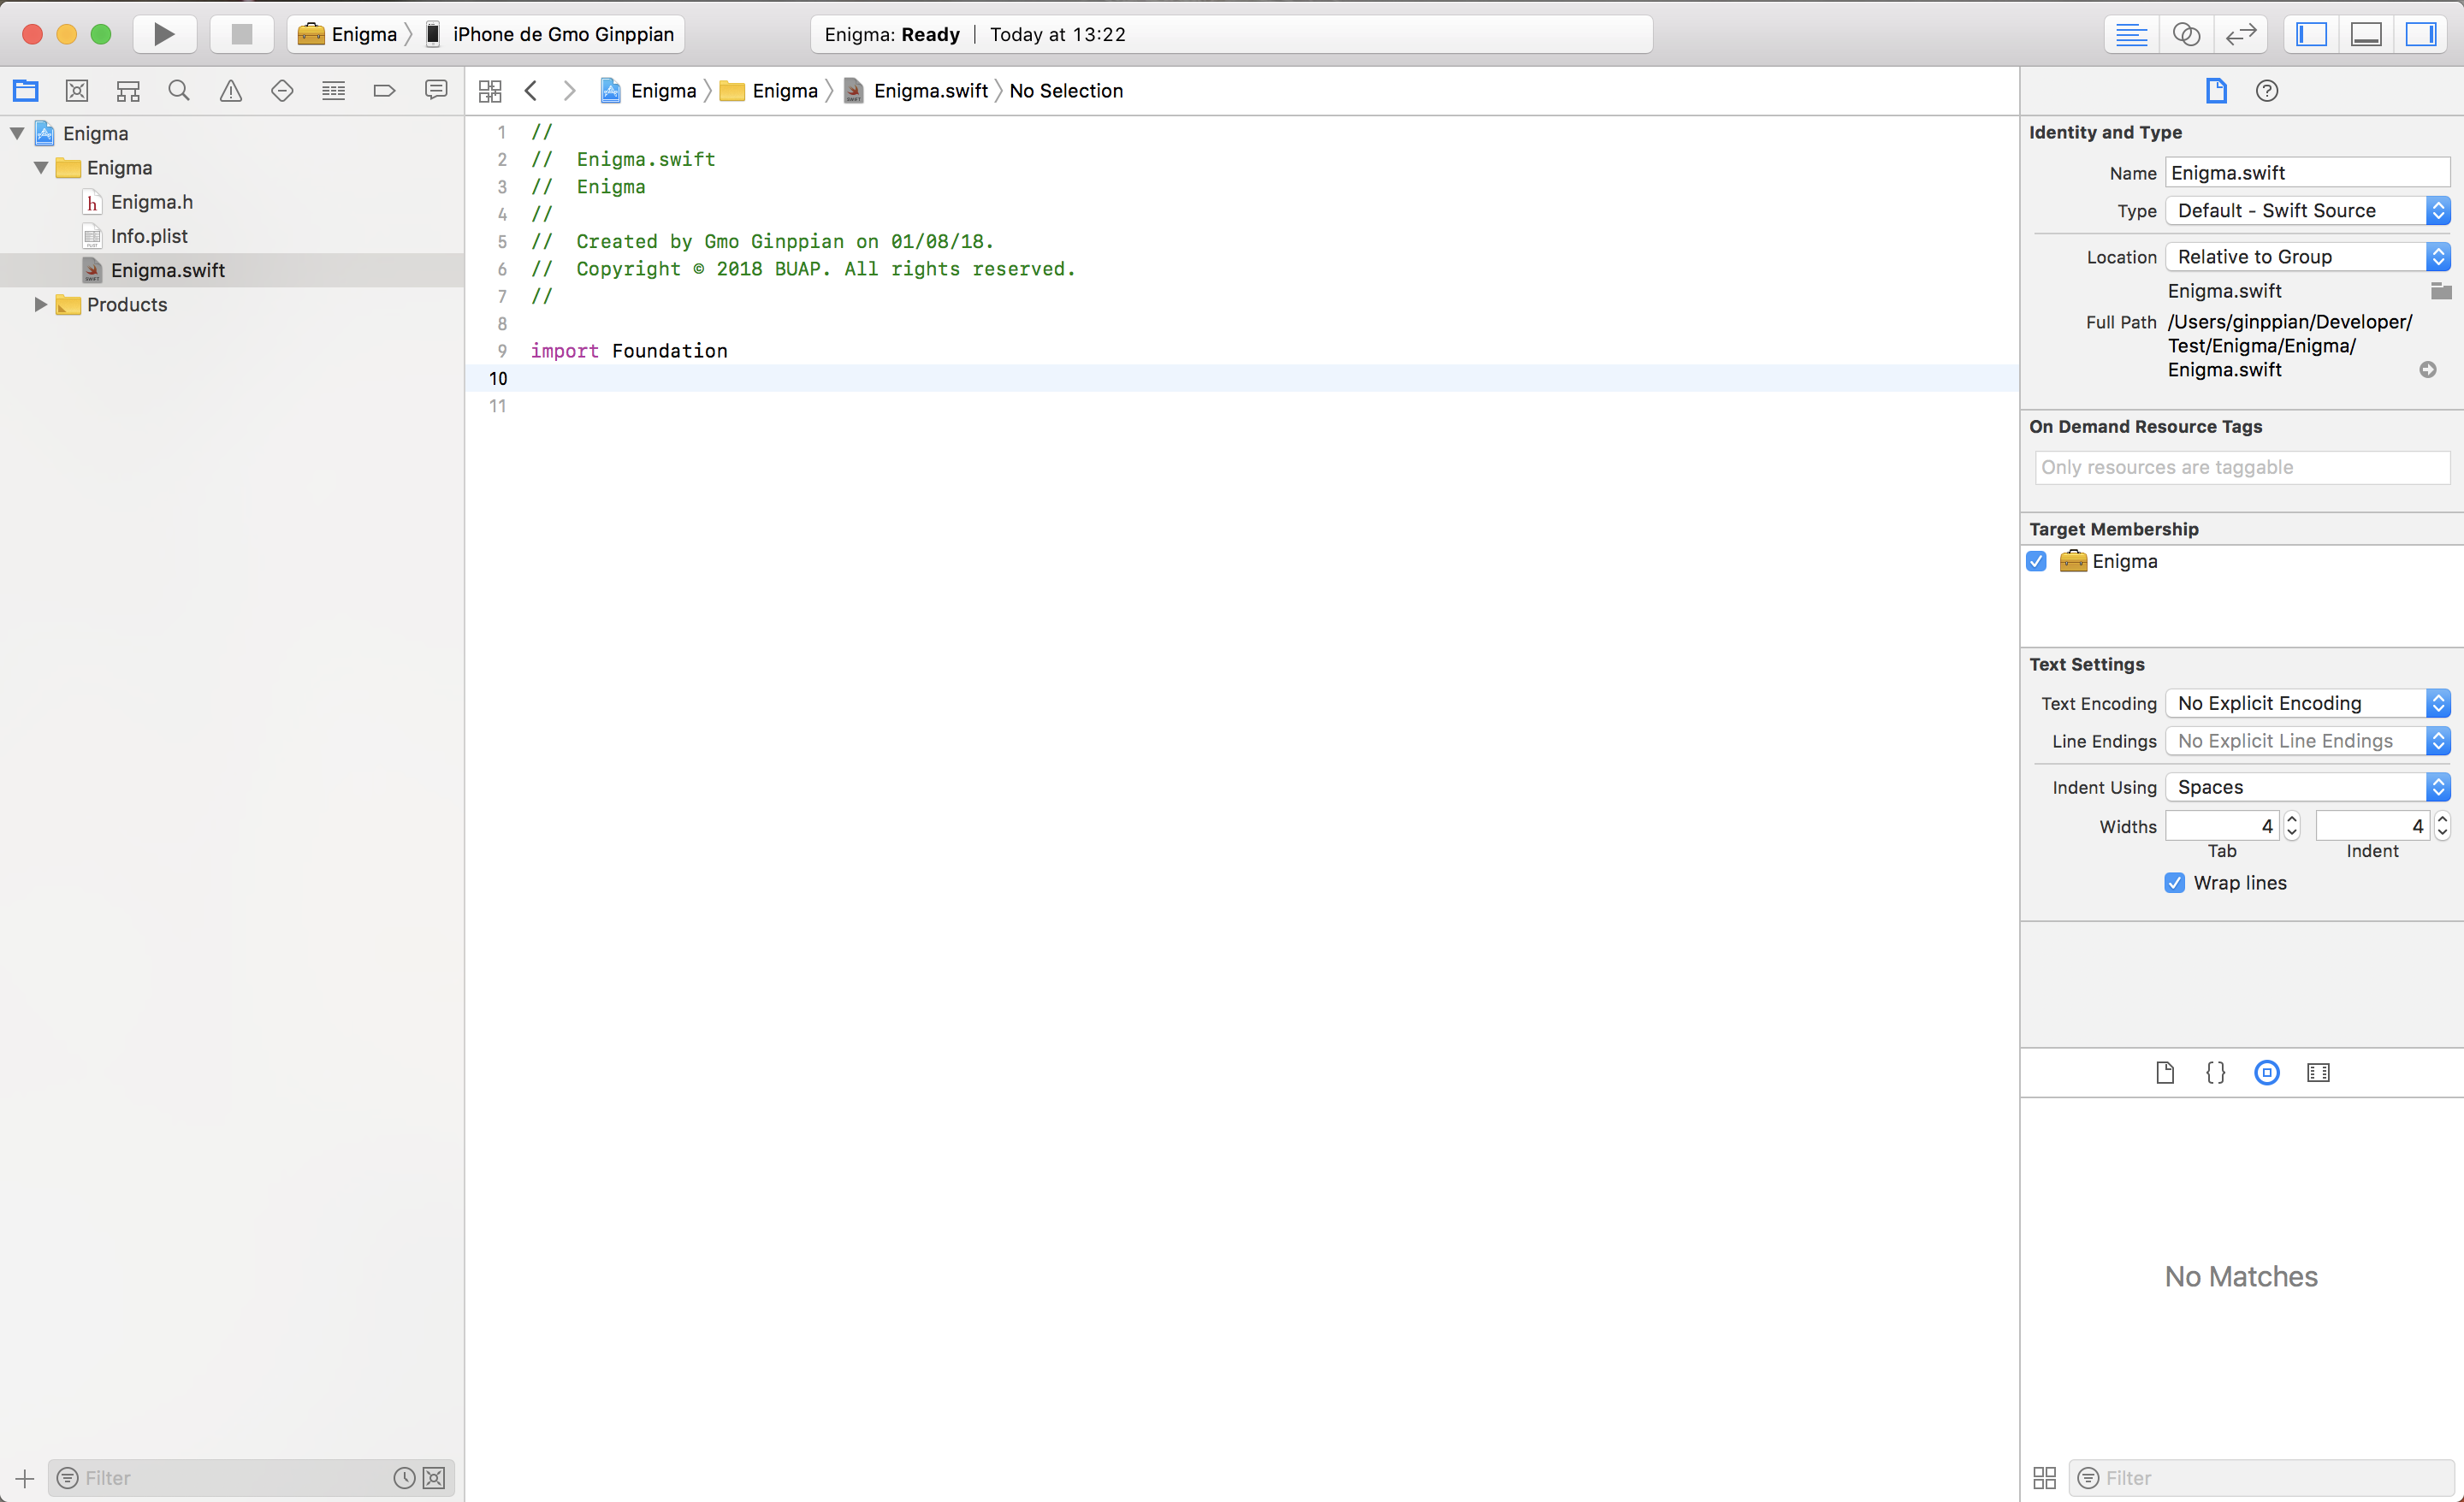 Enigma
iPhone de Gmo Ginppian
Enigma: Ready | Today at 13:22
Enigma
Enigma
Enigma.h
Info.plist
Enigma.swift
Products
Filter
Enigma
Enigma
Enigma.swift
No Selection
1 //
2 //  Enigma.swift
3 //  Enigma
4 //
5 //  Created by Gmo Ginppian on 01/08/18.
6 //  Copyright © 2018 BUAP. All rights reserved.
7 //
8
9 import Foundation
10
11
Identity and Type
Name Enigma.swift
Type Default - Swift Source
Location Relative to Group
Enigma.swift
Full Path /Users/ginppian/Developer/
Test/Enigma/Enigma/
Enigma.swift
On Demand Resource Tags
Only resources are taggable
Target Membership
Enigma
Text Settings
Text Encoding No Explicit Encoding
Line Endings No Explicit Line Endings
Indent Using Spaces
Widths 4 4
Tab Indent
Wrap lines
{}
No Matches
Filter